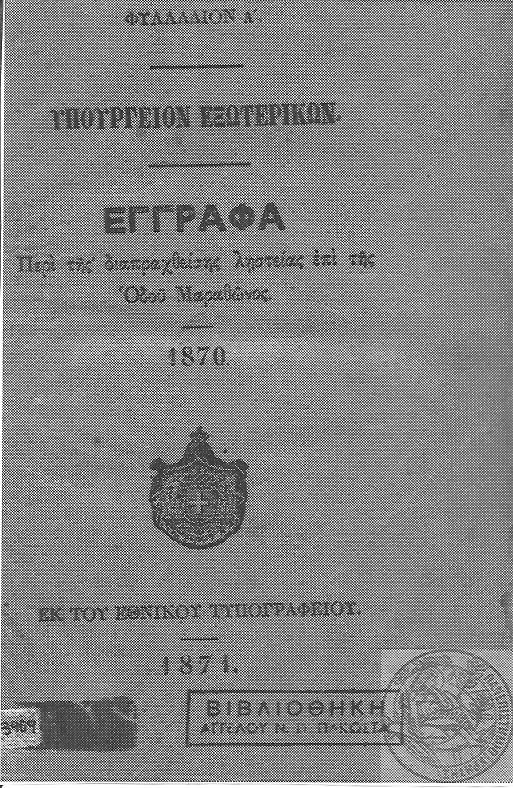 ΦΥΛΛΑΔΙΟΝ Α'.
ΥΠΟΥΡΓΕΙΟΝ ΕΞΩΤΕΡΙΚΩΝ.
ΕΓΓΡΑΦΑ
Περὶ τῆς διαπραχθείσης λῃστείας ἐπὶ τῆς
Ὁδοῦ Μαραθῶνος
1870
ΕΚ ΤΟΥ ΕΘΝΙΚΟΥ ΤΥΠΟΓΡΑΦΕΙΟΥ.
1871.
ΒΙΒΛΙΟΘΗΚΗ
ΑΓΓΕΛΟΥ Ν.